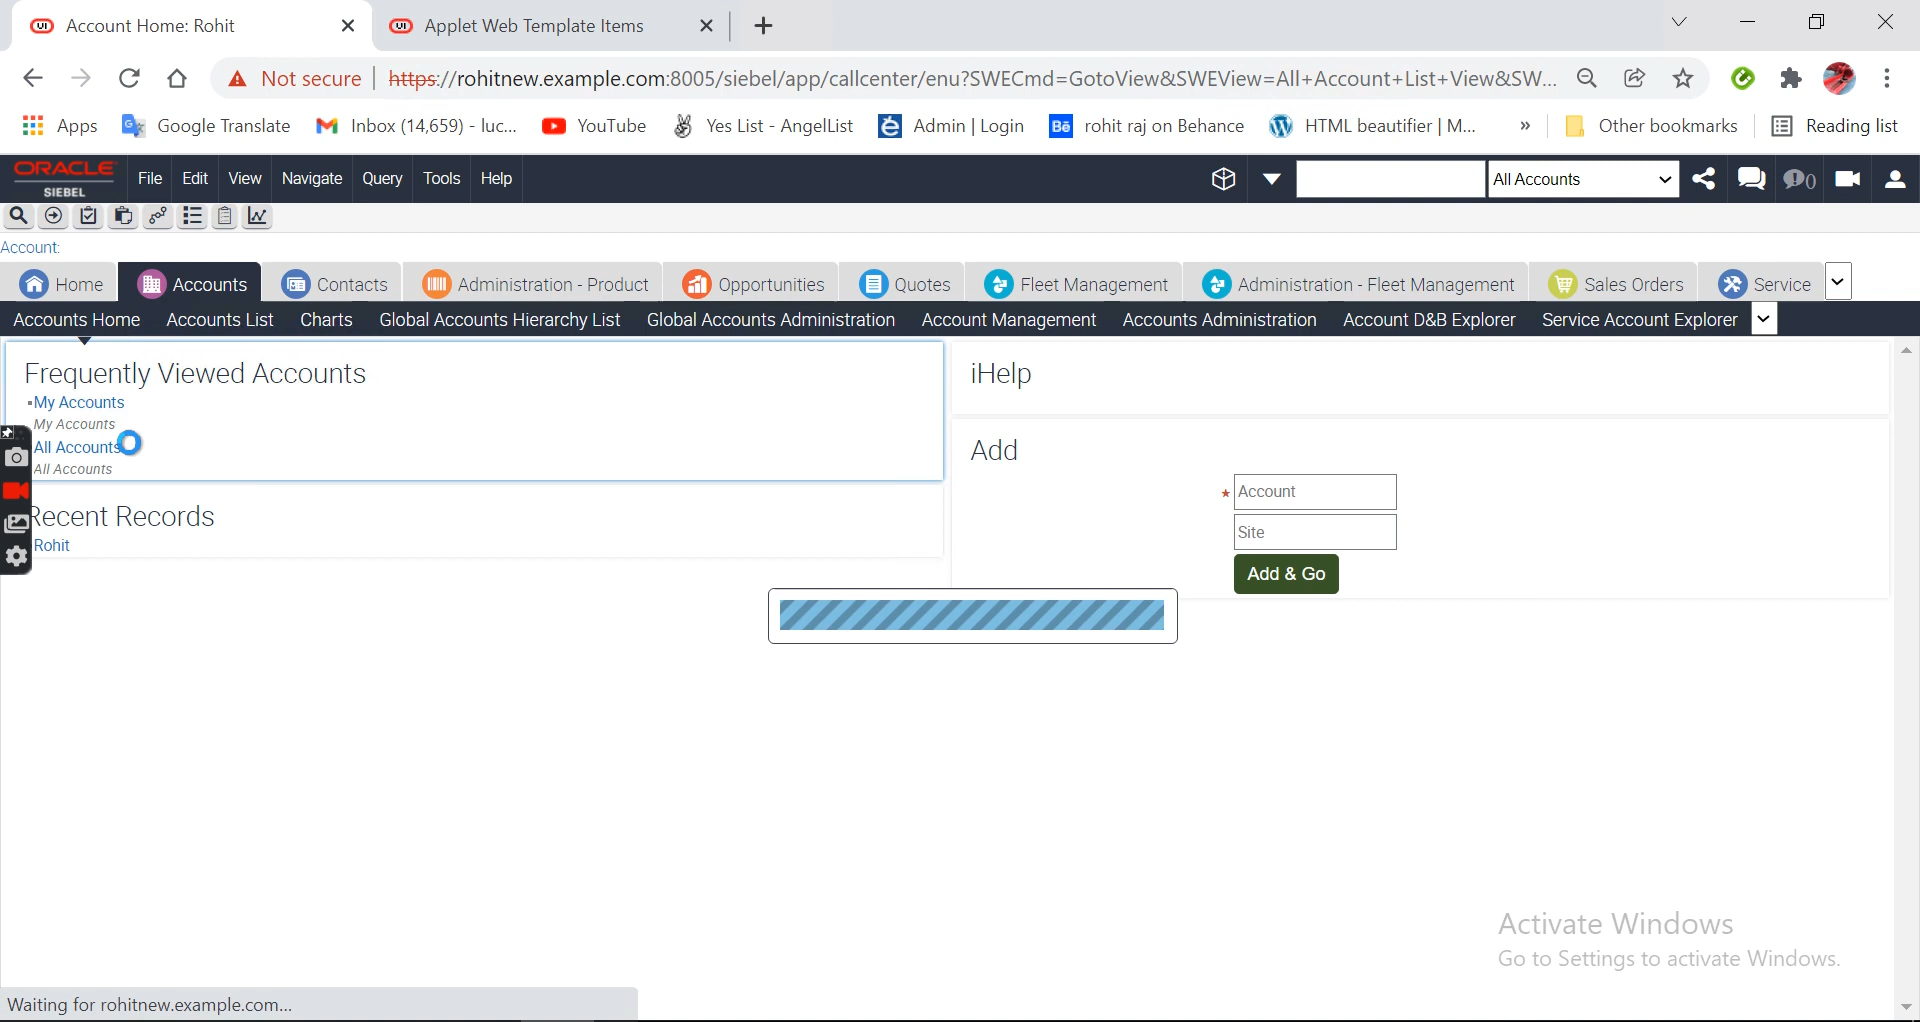 Account Home: Rohit
Applet Web Template Items
Not secure
https://rohitnew.example.com:8005/siebel/app/callcenter/enu?SWECmd=GotoView&SWEView=All+Account+List+View&SW...
Apps
Google Translate
Inbox (14,659) - luc...
YouTube
Yes List - AngelList
Admin | Login
Bē
rohit raj on Behance
HTML beautifier | M...
»
Other bookmarks
Reading list
ORACLE
SIEBEL
File
Edit
View
Navigate
Query
Tools
Help
All Accounts
0
Account:
Home
Accounts
Contacts
Administration - Product
Opportunities
Quotes
Fleet Management
Administration - Fleet Management
Sales Orders
Service
Accounts Home
Accounts List
Charts
Global Accounts Hierarchy List
Global Accounts Administration
Account Management
Accounts Administration
Account D&B Explorer
Service Account Explorer
Frequently Viewed Accounts
My Accounts
My Accounts
All Accounts
All Accounts
Recent Records
Rohit
iHelp
Add
* Account
Site
Add & Go
Activate Windows
Go to Settings to activate Windows.
Waiting for rohitnew.example.com...